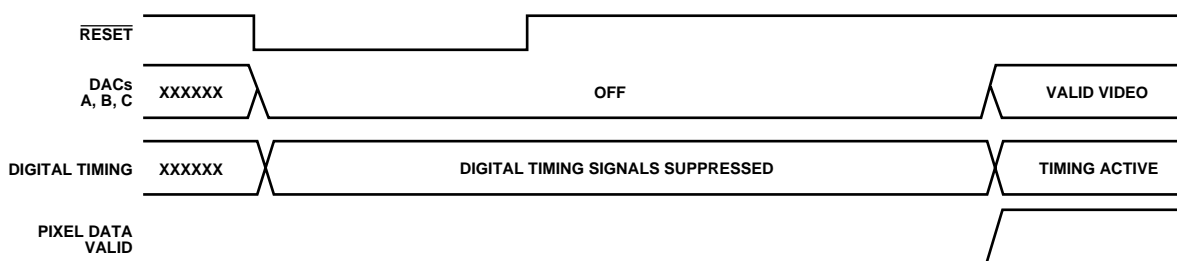 RESET
DACs
A, B, C
XXXXXX
OFF
VALID VIDEO
DIGITAL TIMING
XXXXXX
DIGITAL TIMING SIGNALS SUPPRESSED
TIMING ACTIVE
PIXEL DATA
VALID